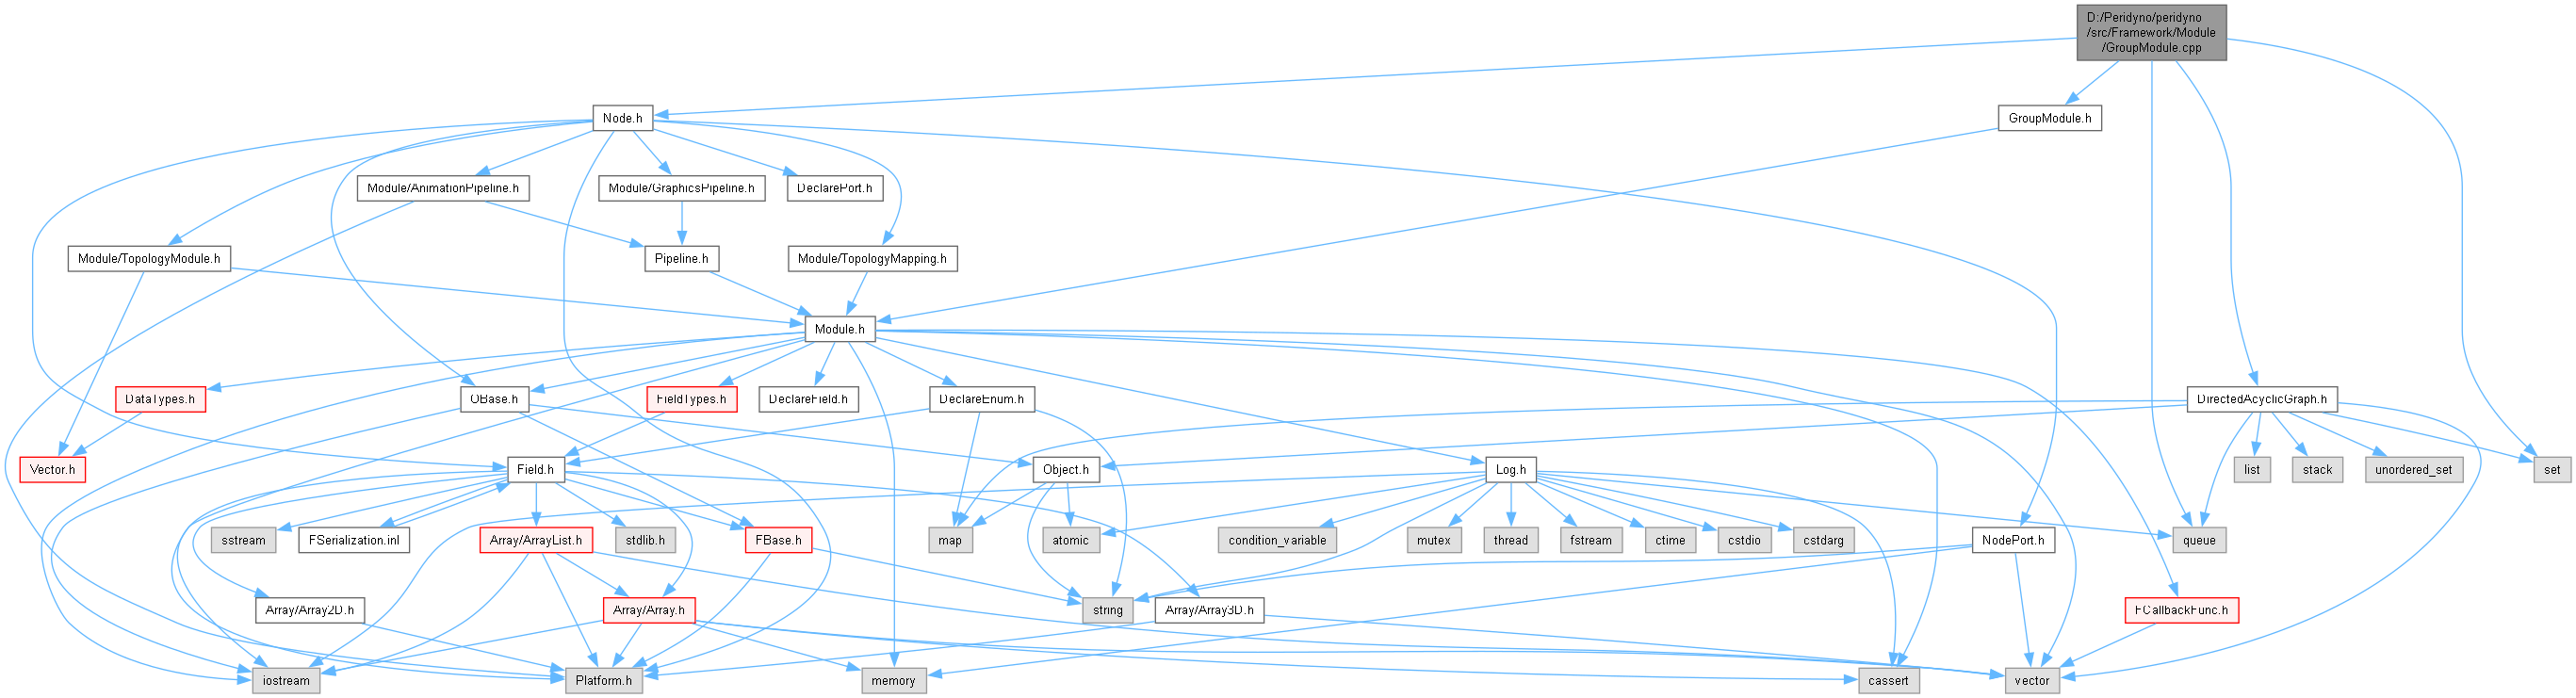 D:/Peridyno/peridyno
/src/Framework/Module
/GroupModule.cpp
Node.h
GroupModule.h
Module/AnimationPipeline.h
Module/GraphicsPipeline.h
DeclarePort.h
Module/TopologyModule.h
Pipeline.h
Module/TopologyMapping.h
Module.h
DataTypes.h
OBase.h
FieldTypes.h
DeclareField.h
DeclareEnum.h
DirectedAcyclicGraph.h
Vector.h
Field.h
Object.h
Log.h
list
stack
unordered_set
set
sstream
FSerialization.inl
Array/ArrayList.h
stdlib.h
FBase.h
map
atomic
condition_variable
mutex
thread
fstream
ctime
cstdio
cstdarg
NodePort.h
queue
Array/Array2D.h
Array/Array.h
string
Array/Array3D.h
FCallbackFunc.h
iostream
Platform.h
memory
cassert
vector